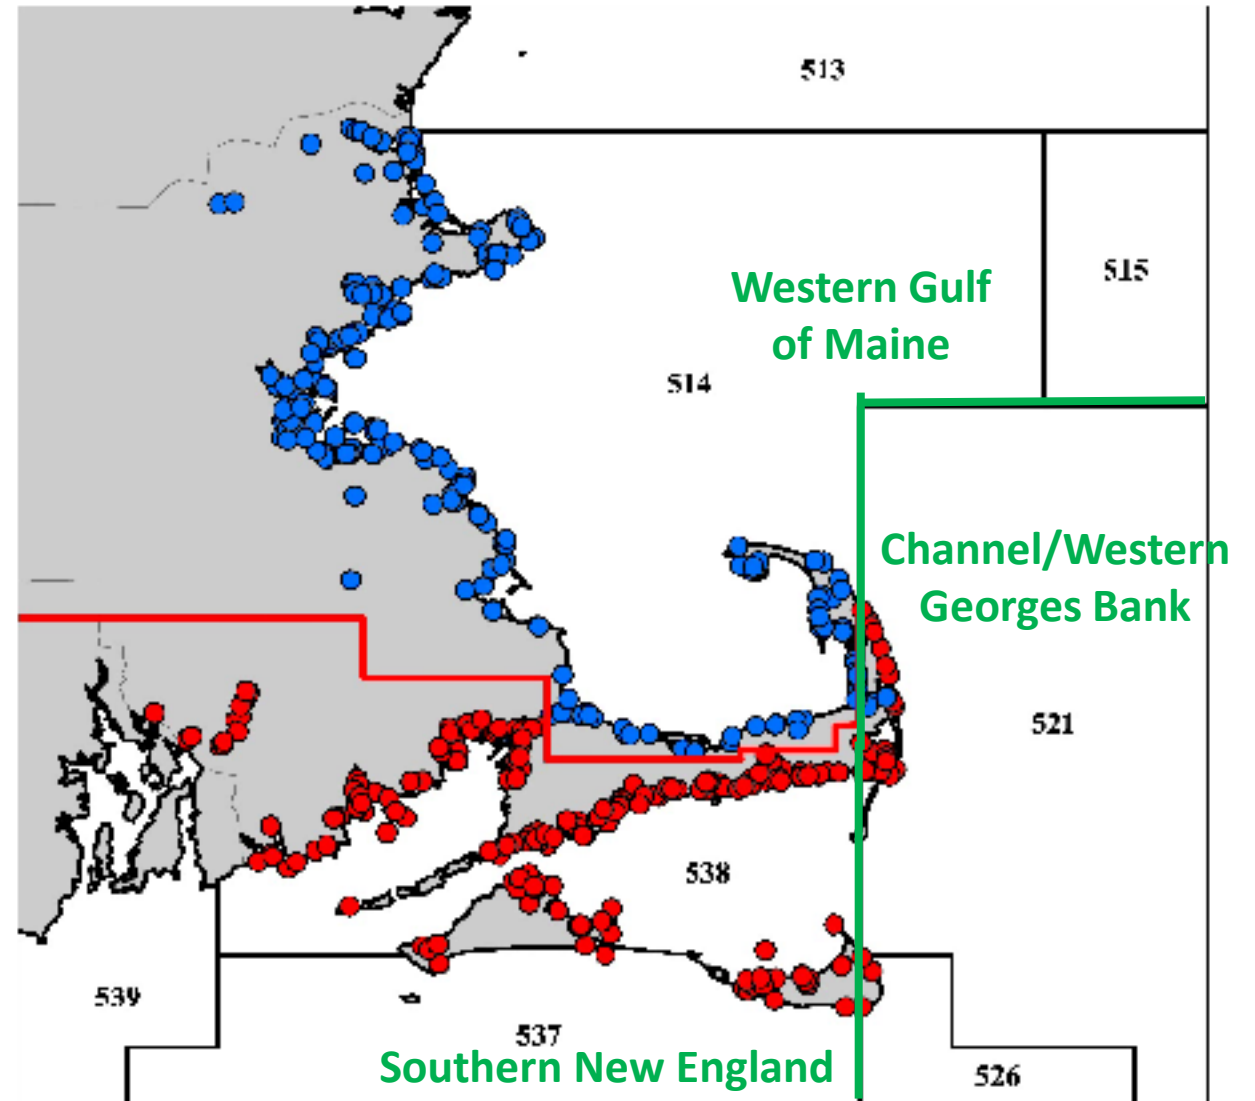 513
Western Gulf
of Maine
515
514
Channel/Western
Georges Bank
521
538
539
537
Southern New England
526